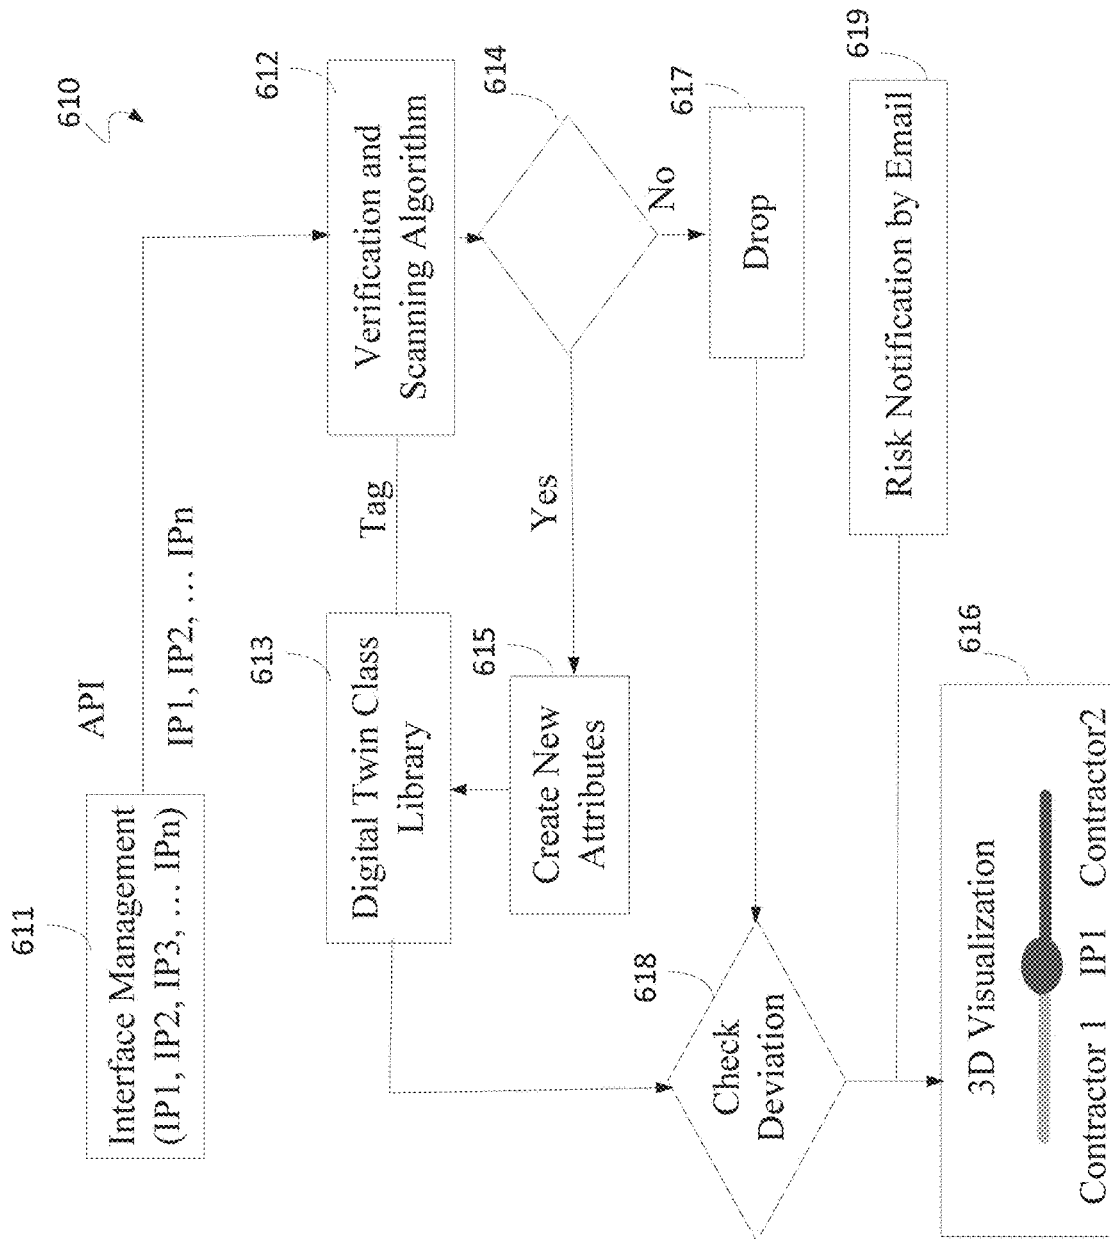 610
611
Interface Management
(IP1, IP2, IP3, … IPn)
API
IP1, IP2, … IPn
612
Verification and
Scanning Algorithm
613
Digital Twin Class
Library
Tag
614
Yes
No
615
Create New
Attributes
617
Drop
618
Check
Deviation
619
Risk Notification by Email
616
3D Visualization
Contractor 1
IP1
Contractor2